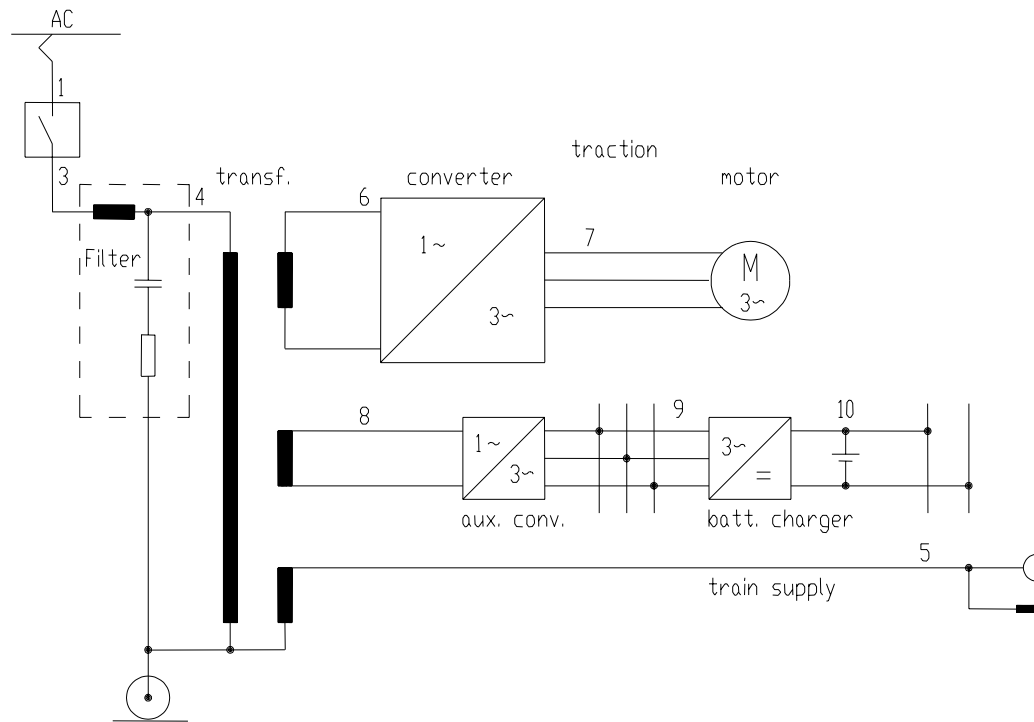 AC
1
3
traction
transf.
converter
motor
4
6
7
Filter
1~
3~
M
3~
8
9
10
1~
3~
3~
=
aux. conv.
batt. charger
5
train supply